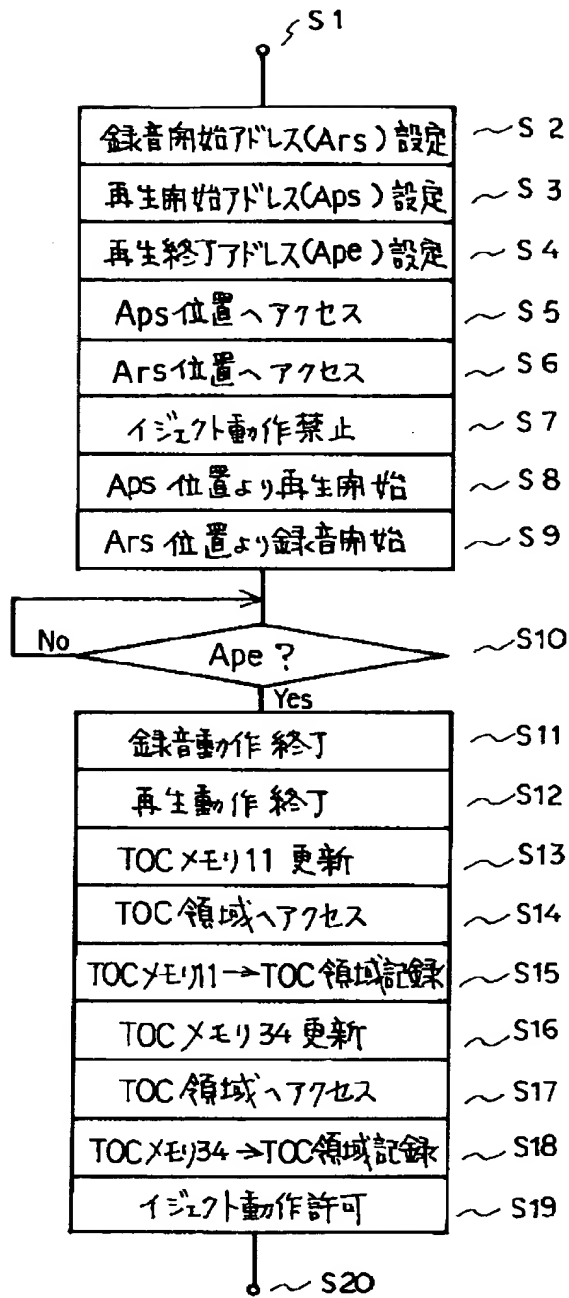 S1
録音開始アドレス(Ars)設定 S2
再生開始アドレス(Aps)設定 S3
再生終了アドレス(Ape)設定 S4
Aps位置へアクセス S5
Ars位置へアクセス S6
イジェクト動作禁止 S7
Aps位置より再生開始 S8
Ars位置より録音開始 S9
No Ape? S10
Yes
録音動作終了 S11
再生動作終了 S12
TOCメモリ11更新 S13
TOC領域へアクセス S14
TOCメモリ11→TOC領域記録 S15
TOCメモリ34更新 S16
TOC領域へアクセス S17
TOCメモリ34→TOC領域記録 S18
イジェクト動作許可 S19
S20